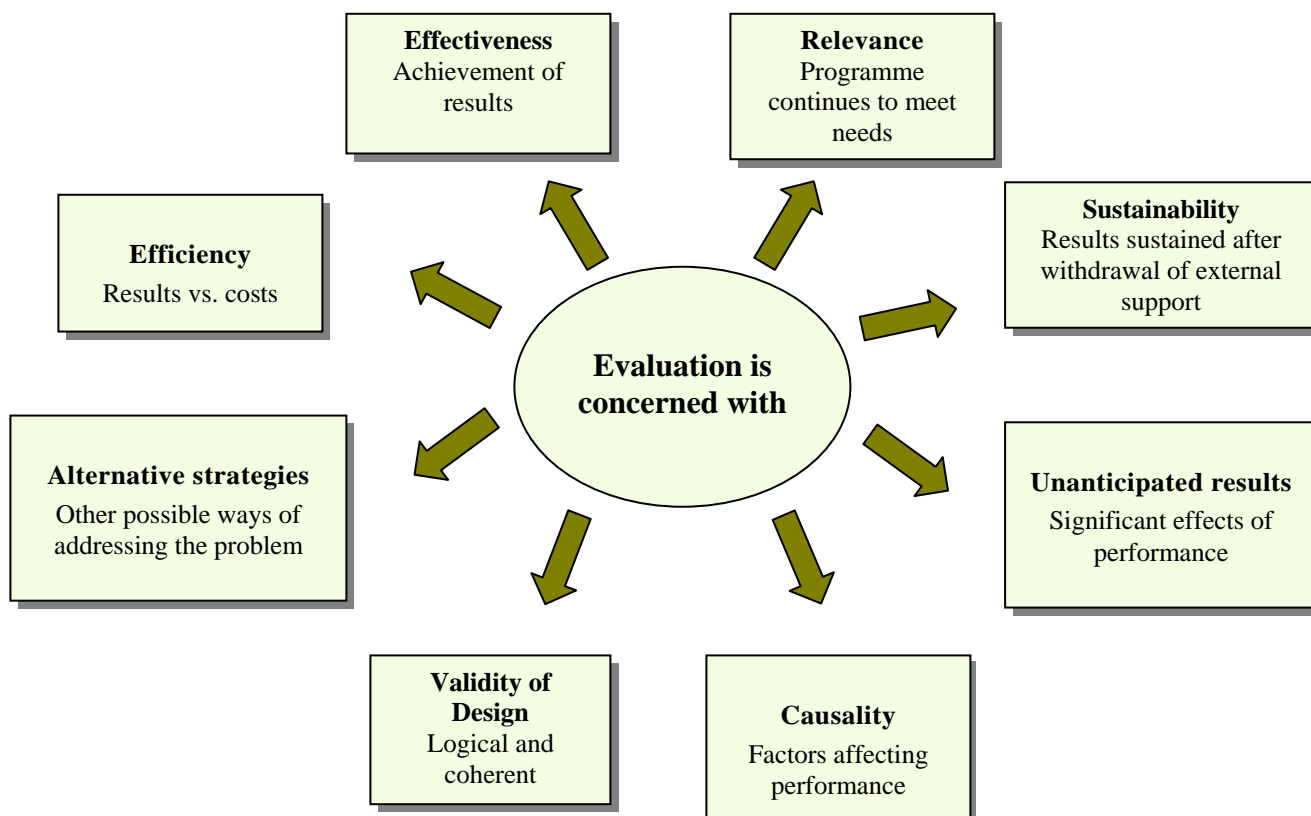 Effectiveness
Achievement of
results
Relevance
Programme
continues to meet
needs
Efficiency
Results vs. costs
Sustainability
Results sustained after
withdrawal of external
support
Evaluation is
concerned with
Alternative strategies
Other possible ways of
addressing the problem
Unanticipated results
Significant effects of
performance
Validity of
Design
Logical and
coherent
Causality
Factors affecting
performance